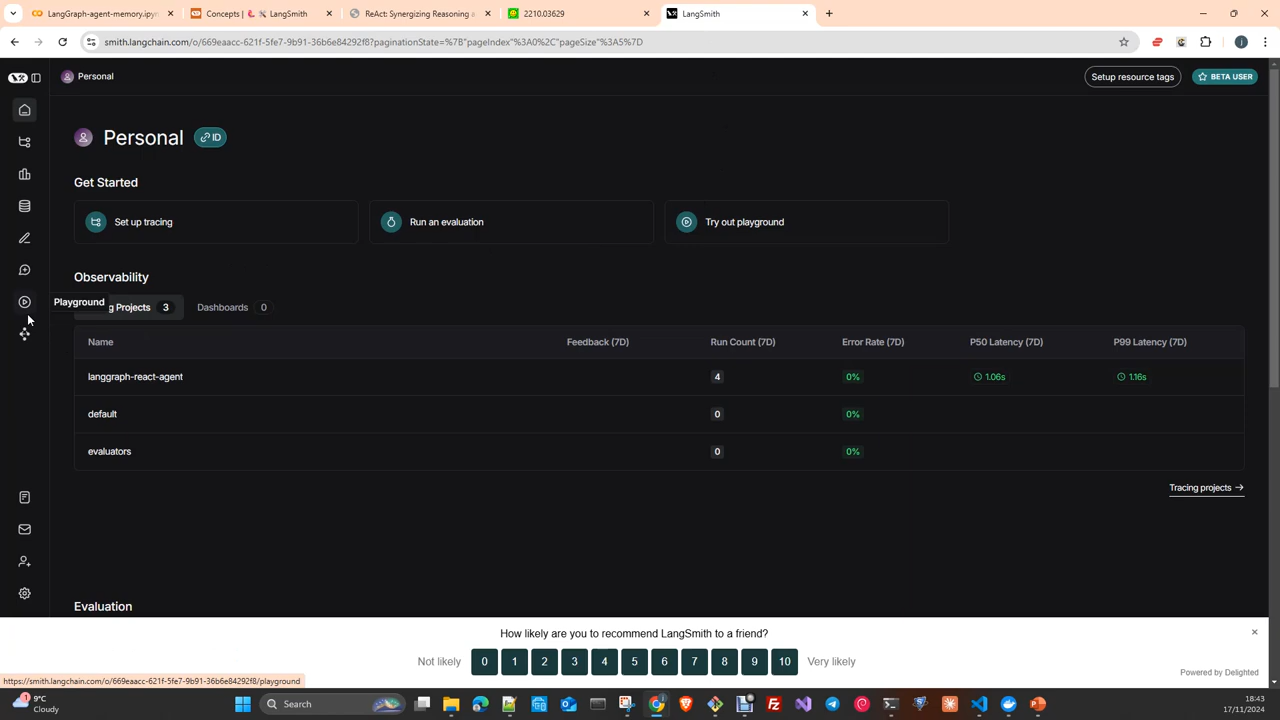 LangGraph-agent-memory.ipyn
Concepts | 🦜🛠️ LangSmith
ReAct: Synergizing Reasoning a
2210.03629
LangSmith
smith.langchain.com/o/669eaacc-621f-5fe7-9b91-36b6e84292f8?paginationState=%7B"pageIndex"%3A0%2C"pageSize"%3A5%7D
Personal
Setup resource tags
BETA USER
Personal
ID
Get Started
Set up tracing
Run an evaluation
Try out playground
Observability
Playground
g Projects 3
Dashboards 0
Name Feedback (7D) Run Count (7D) Error Rate (7D) P50 Latency (7D) P99 Latency (7D)
langgraph-react-agent 4 0% 1.06s 1.16s
default 0 0%
evaluators 0 0%
Tracing projects →
Evaluation
How likely are you to recommend LangSmith to a friend?
Not likely 0 1 2 3 4 5 6 7 8 9 10 Very likely
Powered by Delighted
https://smith.langchain.com/o/669eaacc-621f-5fe7-9b91-36b6e84292f8/playground
9°C
Cloudy
Search
18:43
17/11/2024